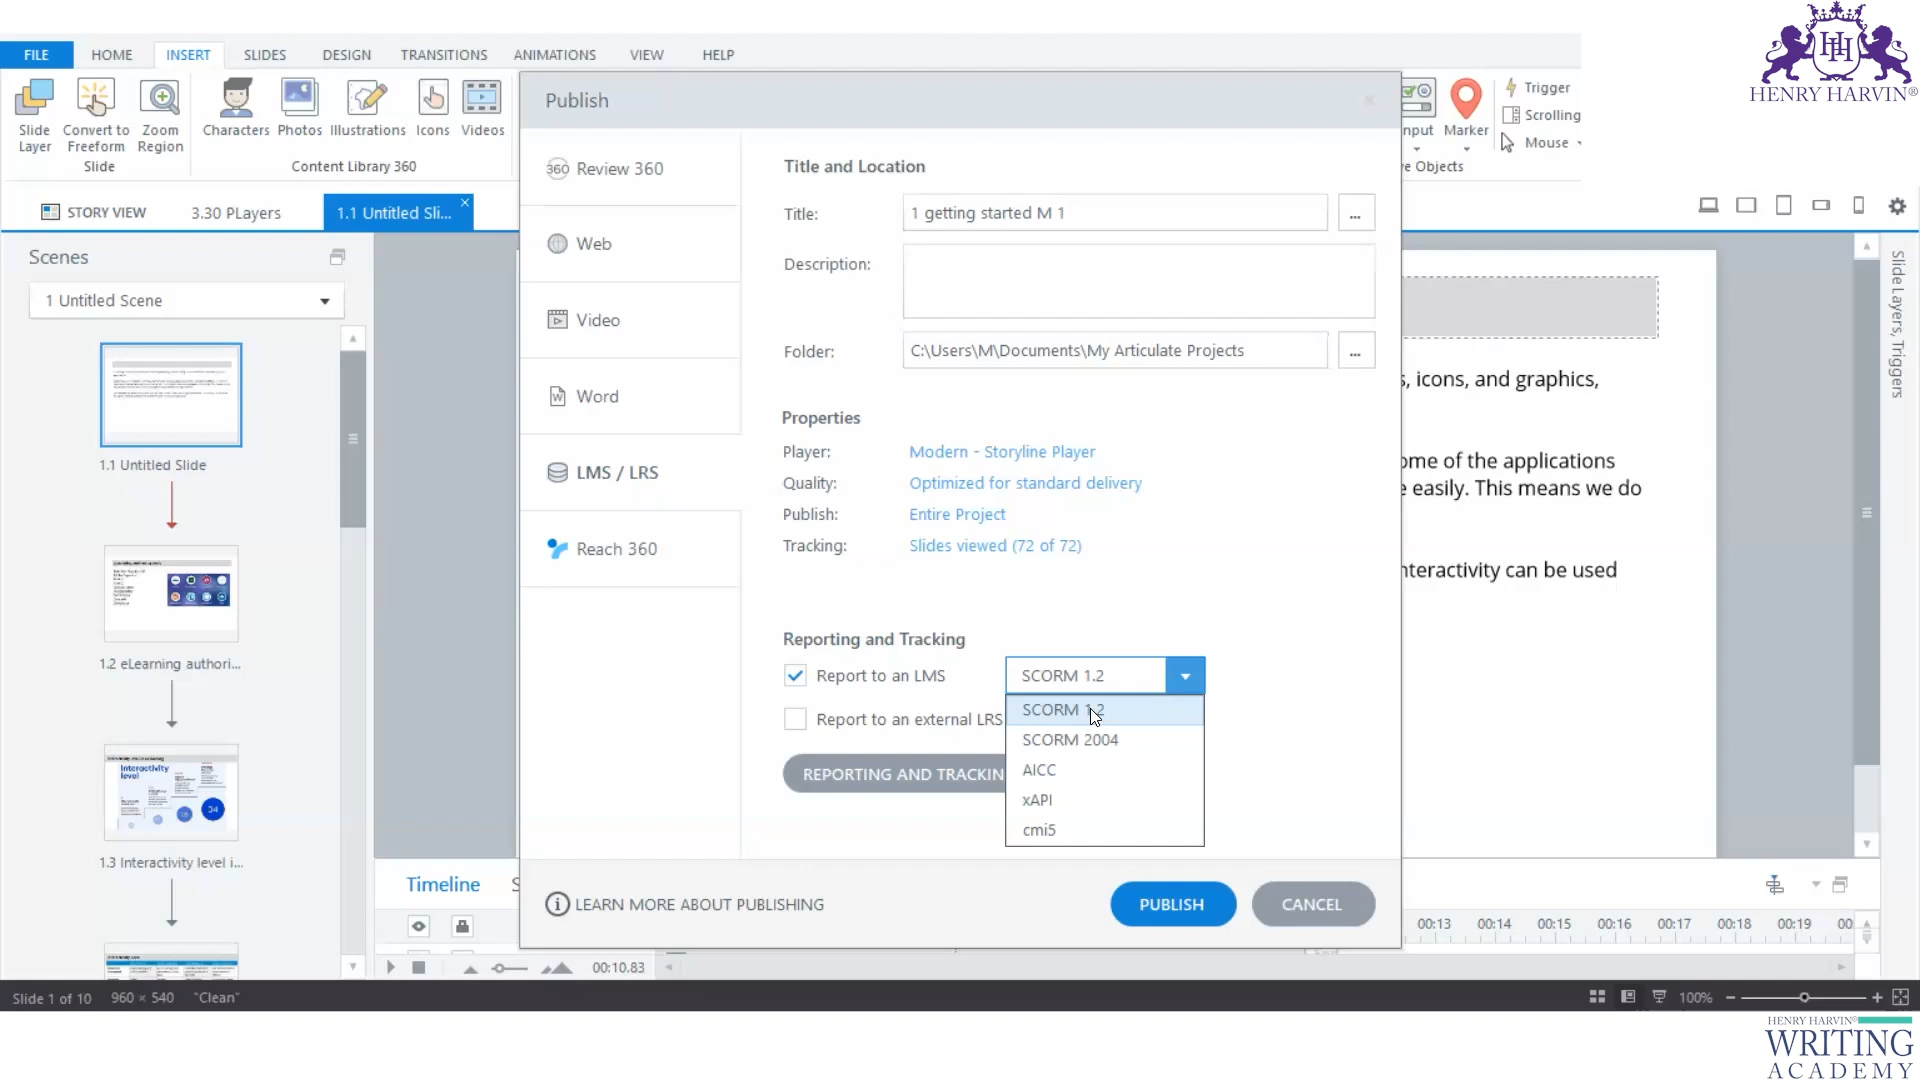 HENRY HARVIN®
FILE HOME INSERT SLIDES DESIGN TRANSITIONS ANIMATIONS VIEW HELP
Slide Layer
Convert to Freeform
Zoom Region
Characters Photos Illustrations Icons Videos
Slide
Content Library 360
nput Marker
Trigger
Scrolling
Mouse
ve Objects
STORY VIEW
3.30 PLayers
1.1 Untitled Sli...
Scenes
1 Untitled Scene
1.1 Untitled Slide
1.2 eLearning authori...
Interactivity level
04
1.3 Interactivity level i...
Publish
360 Review 360
Web
Video
Word
LMS / LRS
Reach 360
Title and Location
Title: 1 getting started M 1 ...
Description:
Folder: C:\Users\M\Documents\My Articulate Projects ...
Properties
Player: Modern - Storyline Player
Quality: Optimized for standard delivery
Publish: Entire Project
Tracking: Slides viewed (72 of 72)
Reporting and Tracking
Report to an LMS SCORM 1.2
SCORM 1.2
Report to an external LRS
SCORM 2004
REPORTING AND TRACKIN
AICC
xAPI
cmi5
LEARN MORE ABOUT PUBLISHING
PUBLISH CANCEL
s, icons, and graphics,
ome of the applications
e easily. This means we do
nteractivity can be used
Slide Layers, Triggers
Timeline S
00:13 00:14 00:15 00:16 00:17 00:18 00:19 00
00:10.83
Slide 1 of 10 960 × 540 "Clean"
100%
HENRY HARVIN®
WRITING
ACADEMY